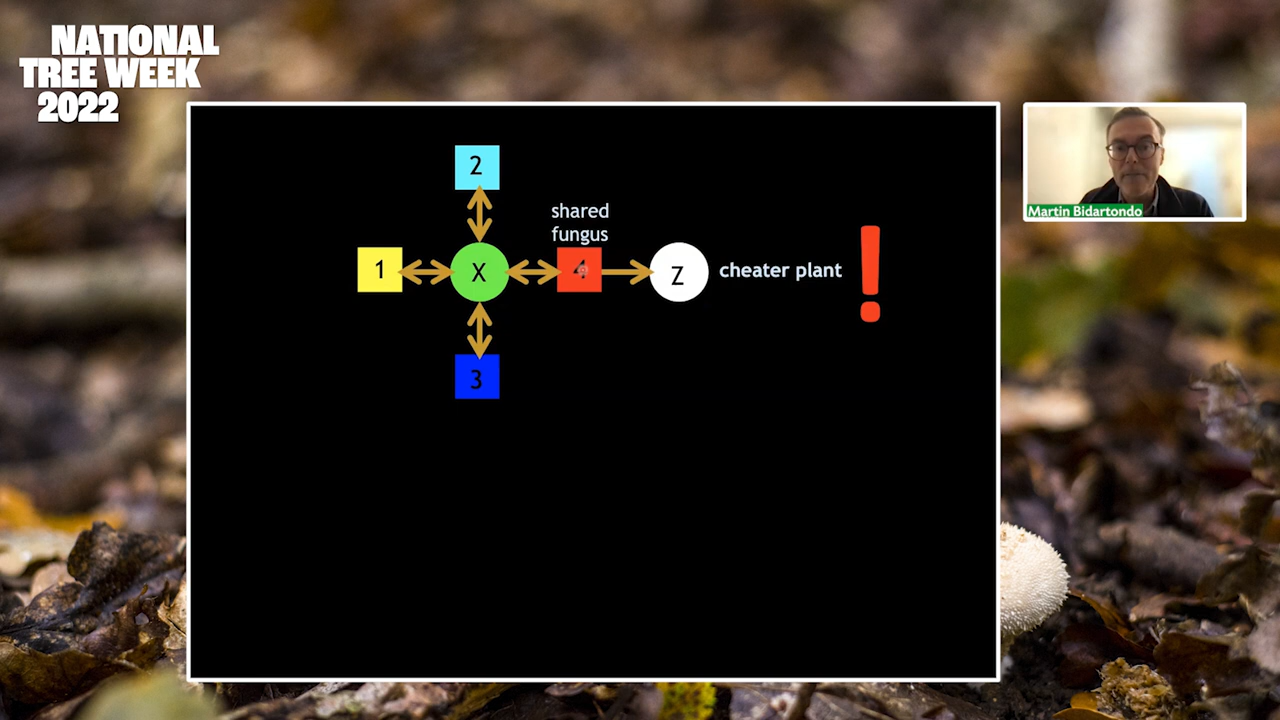 NATIONAL
TREE WEEK
2022
2
shared
fungus
1
X
4
Z
cheater plant
!
3
Martin Bidartondo